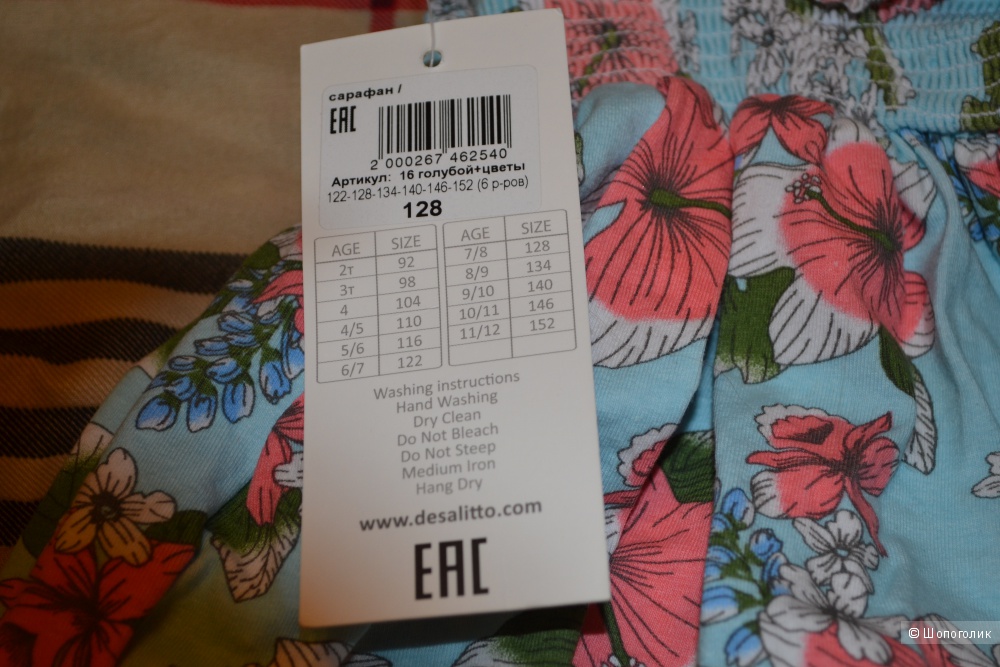 сарафан /
EAC
2 000267 462540
Артикул: 16 голубой+цветы
122-128-134-140-146-152 (6 р-ров)
128
AGE SIZE
2т 92
3т 98
4 104
4/5 110
5/6 116
6/7 122
AGE SIZE
7/8 128
8/9 134
9/10 140
10/11 146
11/12 152
Washing instructions
Hand Washing
Dry Clean
Do Not Bleach
Do Not Steep
Medium Iron
Hang Dry
www.desalitto.com
EAC
© Шопоголик